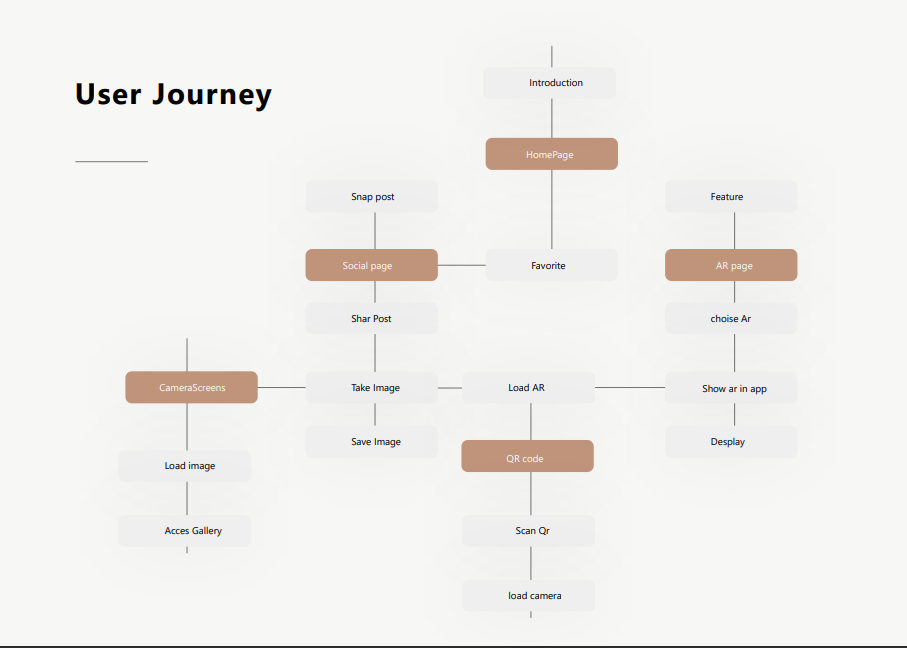 User Journey
Introduction
HomePage
Snap post
Feature
Social page
Favorite
AR page
Shar Post
choise Ar
CameraScreens
Take Image
Load AR
Show ar in app
Save Image
Desplay
QR code
Load image
Acces Gallery
Scan Qr
load camera